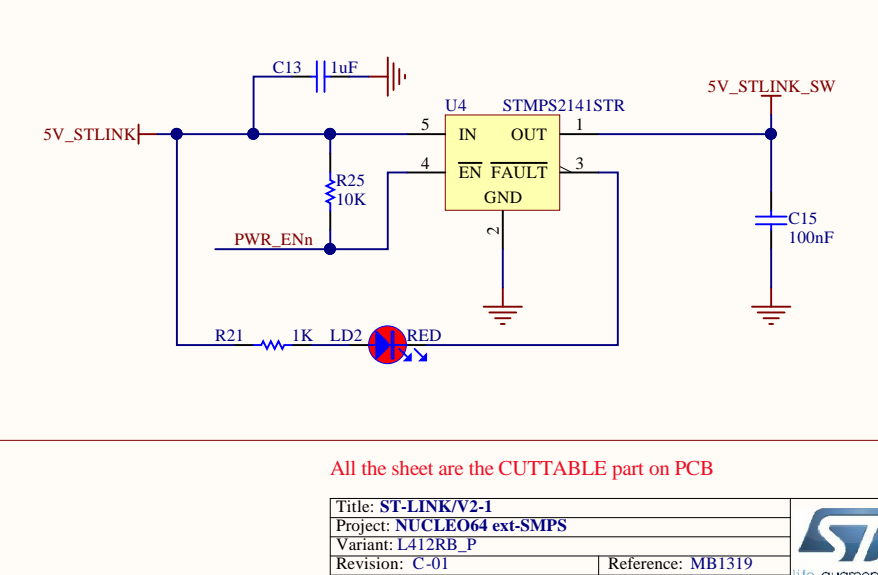 C13 1uF
5V_STLINK_SW
U4 STMPS2141STR
5V_STLINK
5 IN OUT 1
4 EN FAULT 3
R25
10K
GND
2
PWR_ENn
C15
100nF
R21 1K LD2 RED
All the sheet are the CUTTABLE part on PCB
Title: ST-LINK/V2-1
Project: NUCLEO64 ext-SMPS
Variant: L412RB_P
Revision: C-01 Reference: MB1319